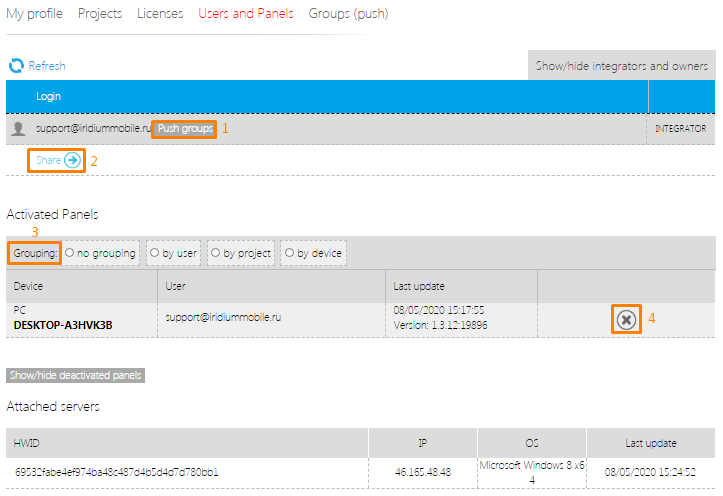 My profile Projects Licenses Users and Panels Groups (push)
Refresh Show/hide integrators and owners
Login
support@iridiummobile.ru Push groups 1 INTEGRATOR
Share 2
Activated Panels
3
Grouping: no grouping by user by project by device
Device User Last update
PC 08/05/2020 15:17:55
support@iridiummobile.ru 4
DESKTOP-A3HVK3B Version: 1.3.12:19896
Show/hide deactivated panels
Attached servers
HWID IP OS Last update
69532fabe4ef974ba48c487d4b5d4d7d780bb1 46.165.48.48 Microsoft Windows 8 x6 08/05/2020 15:24:52
4